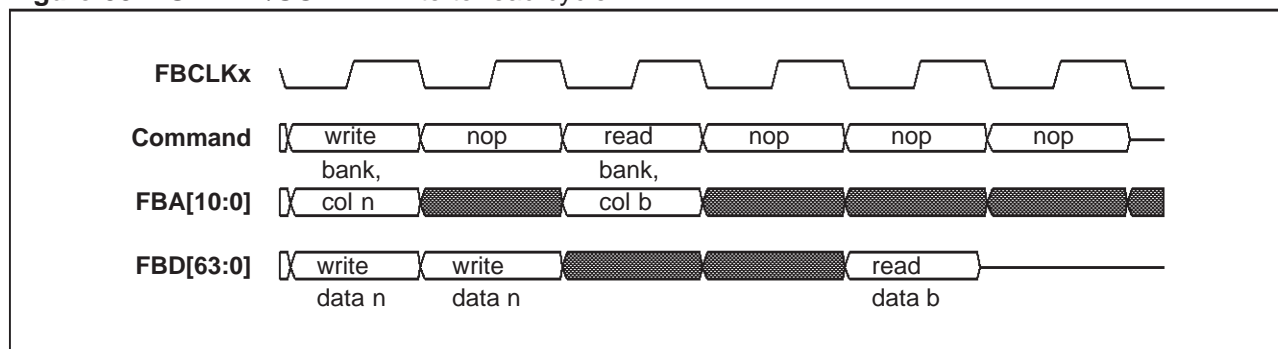 FBCLKx
Command write nop read nop nop nop
bank, bank,
FBA[10:0] col n col b
FBD[63:0] write write read
data n data n data b